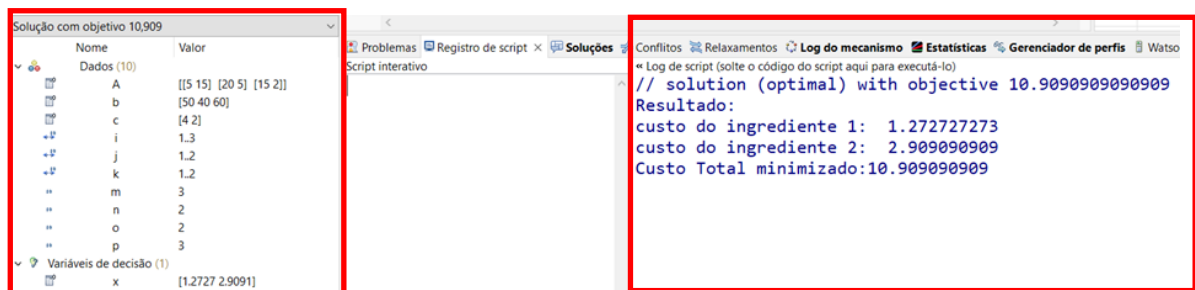 Solução com objetivo 10,909
Nome Valor
Dados (10)
A [[5 15] [20 5] [15 2]]
b [50 40 60]
c [4 2]
i 1..3
j 1..2
k 1..2
m 3
n 2
o 2
p 3
Variáveis de decisão (1)
x [1.2727 2.9091]
Problemas Registro de script Soluções Conflitos Relaxamentos Log do mecanismo Estatísticas Gerenciador de perfis Watso
Script interativo
« Log de script (solte o código do script aqui para executá-lo)
// solution (optimal) with objective 10.9090909090909
Resultado:
custo do ingrediente 1: 1.272727273
custo do ingrediente 2: 2.909090909
Custo Total minimizado:10.909090909